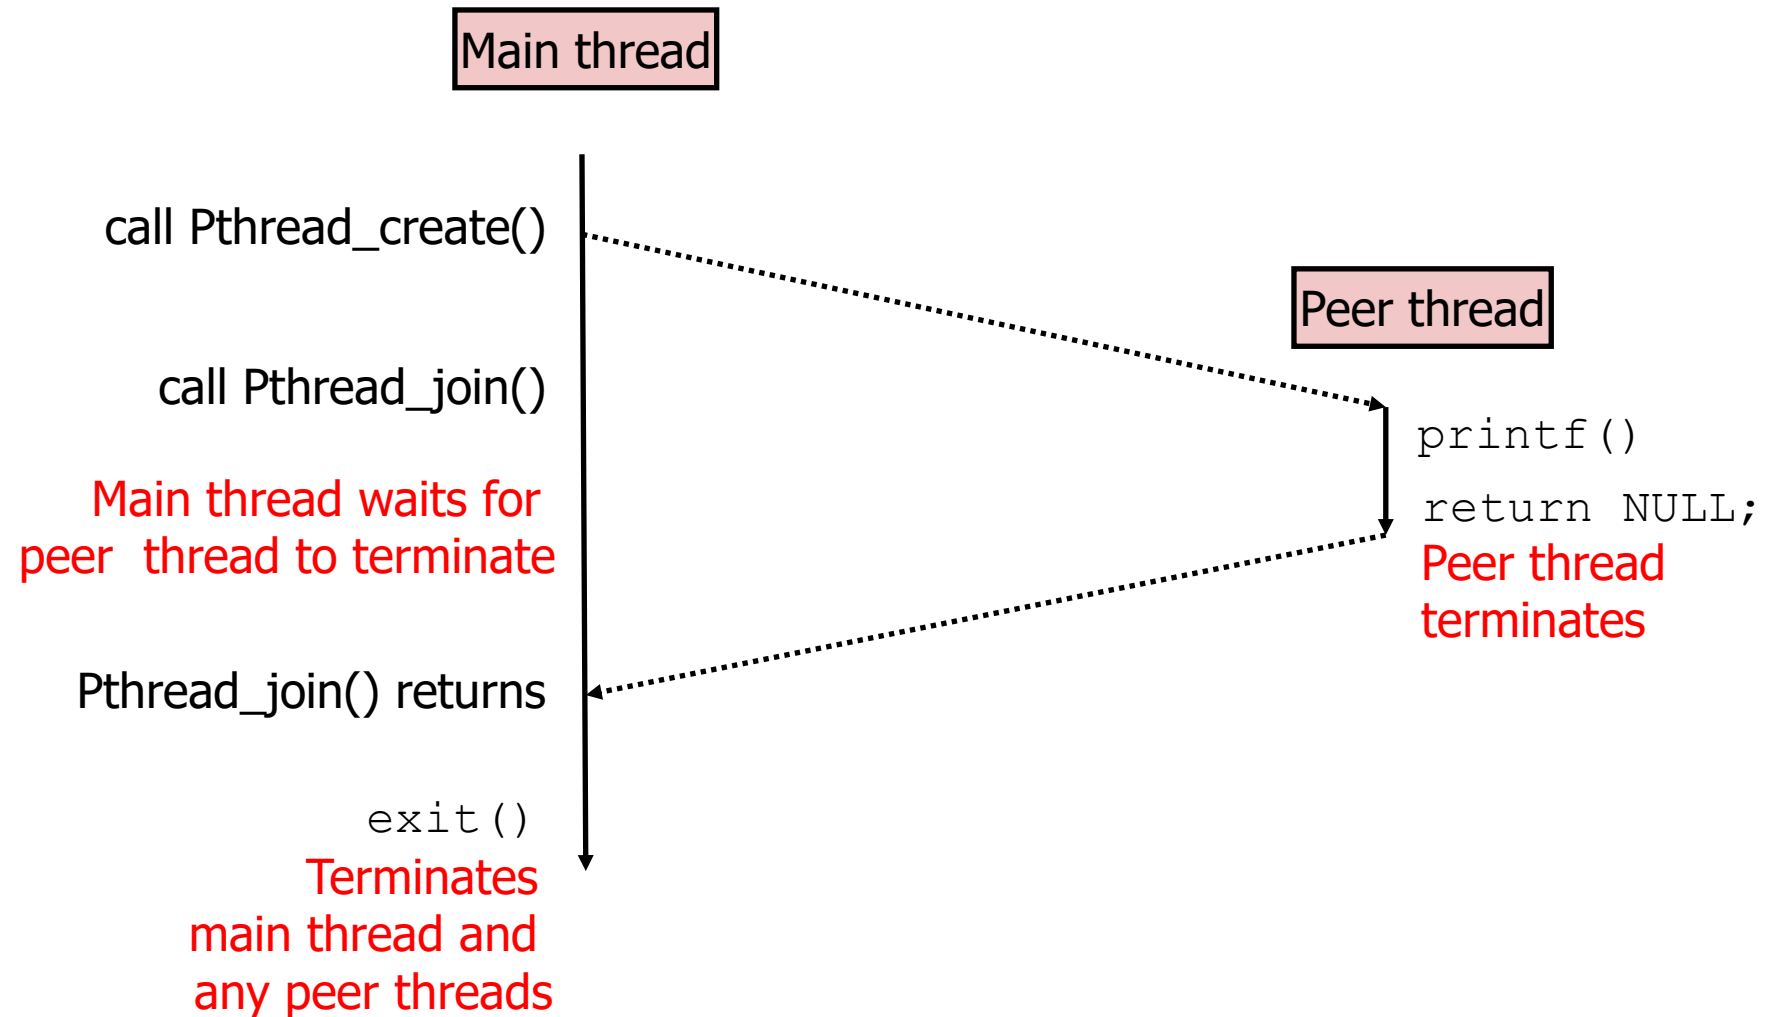 Main thread
call Pthread_create()
Peer thread
call Pthread_join()
printf()
Main thread waits for
peer thread to terminate
return NULL;
Peer thread
terminates
Pthread_join() returns
exit()
Terminates
main thread and
any peer threads